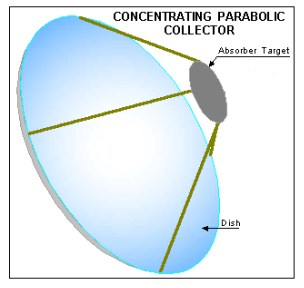 CONCENTRATING PARABOLIC
COLLECTOR
Absorber Target
Dish